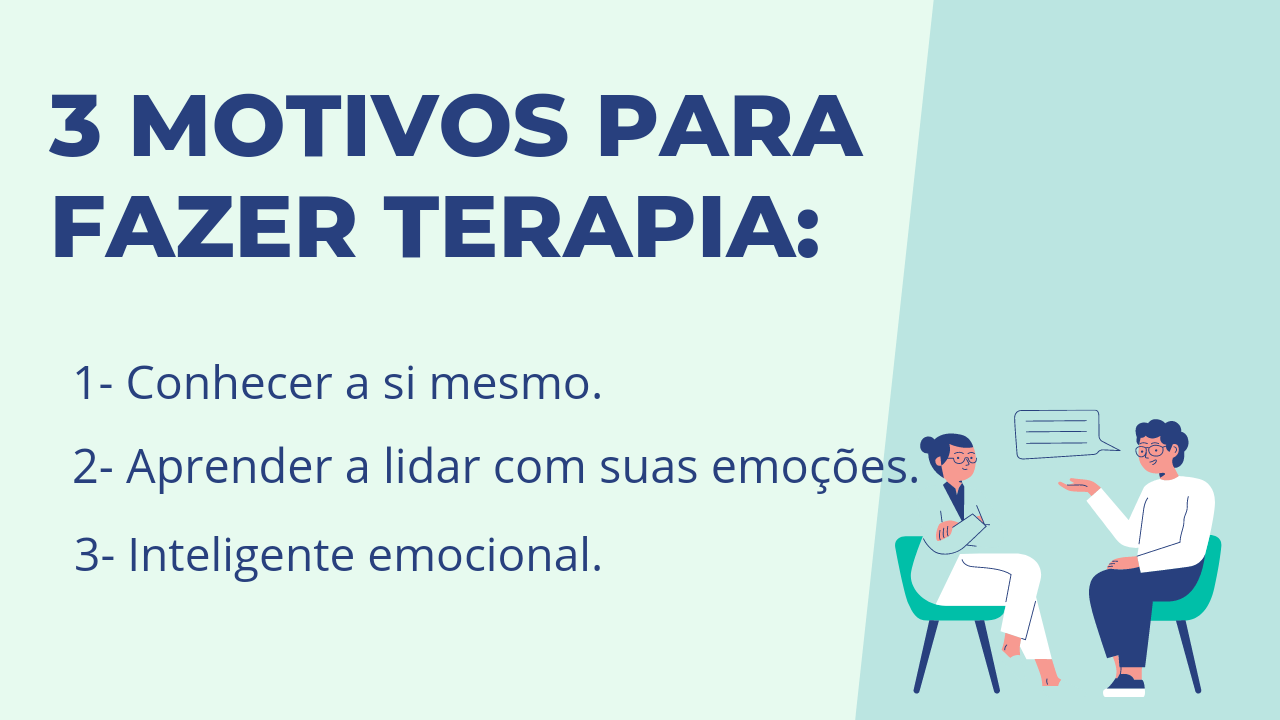 3 MOTIVOS PARA
FAZER TERAPIA:
1- Conhecer a si mesmo.
2- Aprender a lidar com suas emoções.
3- Inteligente emocional.